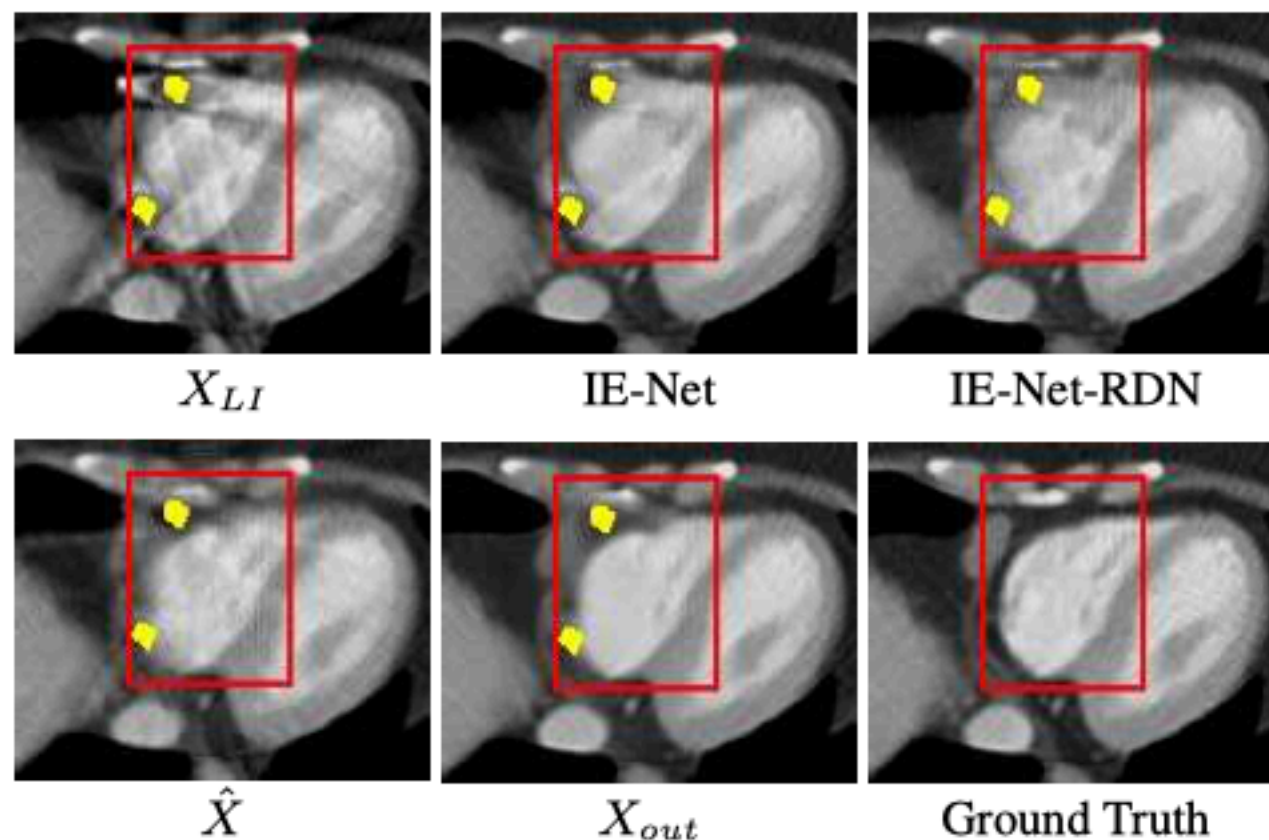 X_{LI} IE-Net IE-Net-RDN
X̂ X_{out} Ground Truth